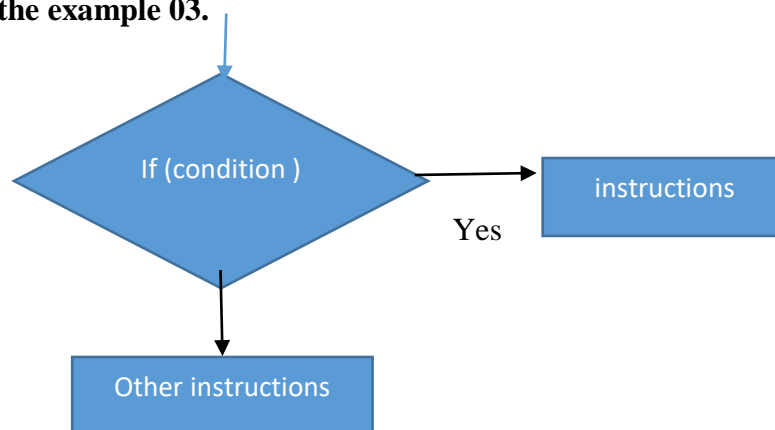 the example 03.
If (condition )
instructions
Yes
Other instructions